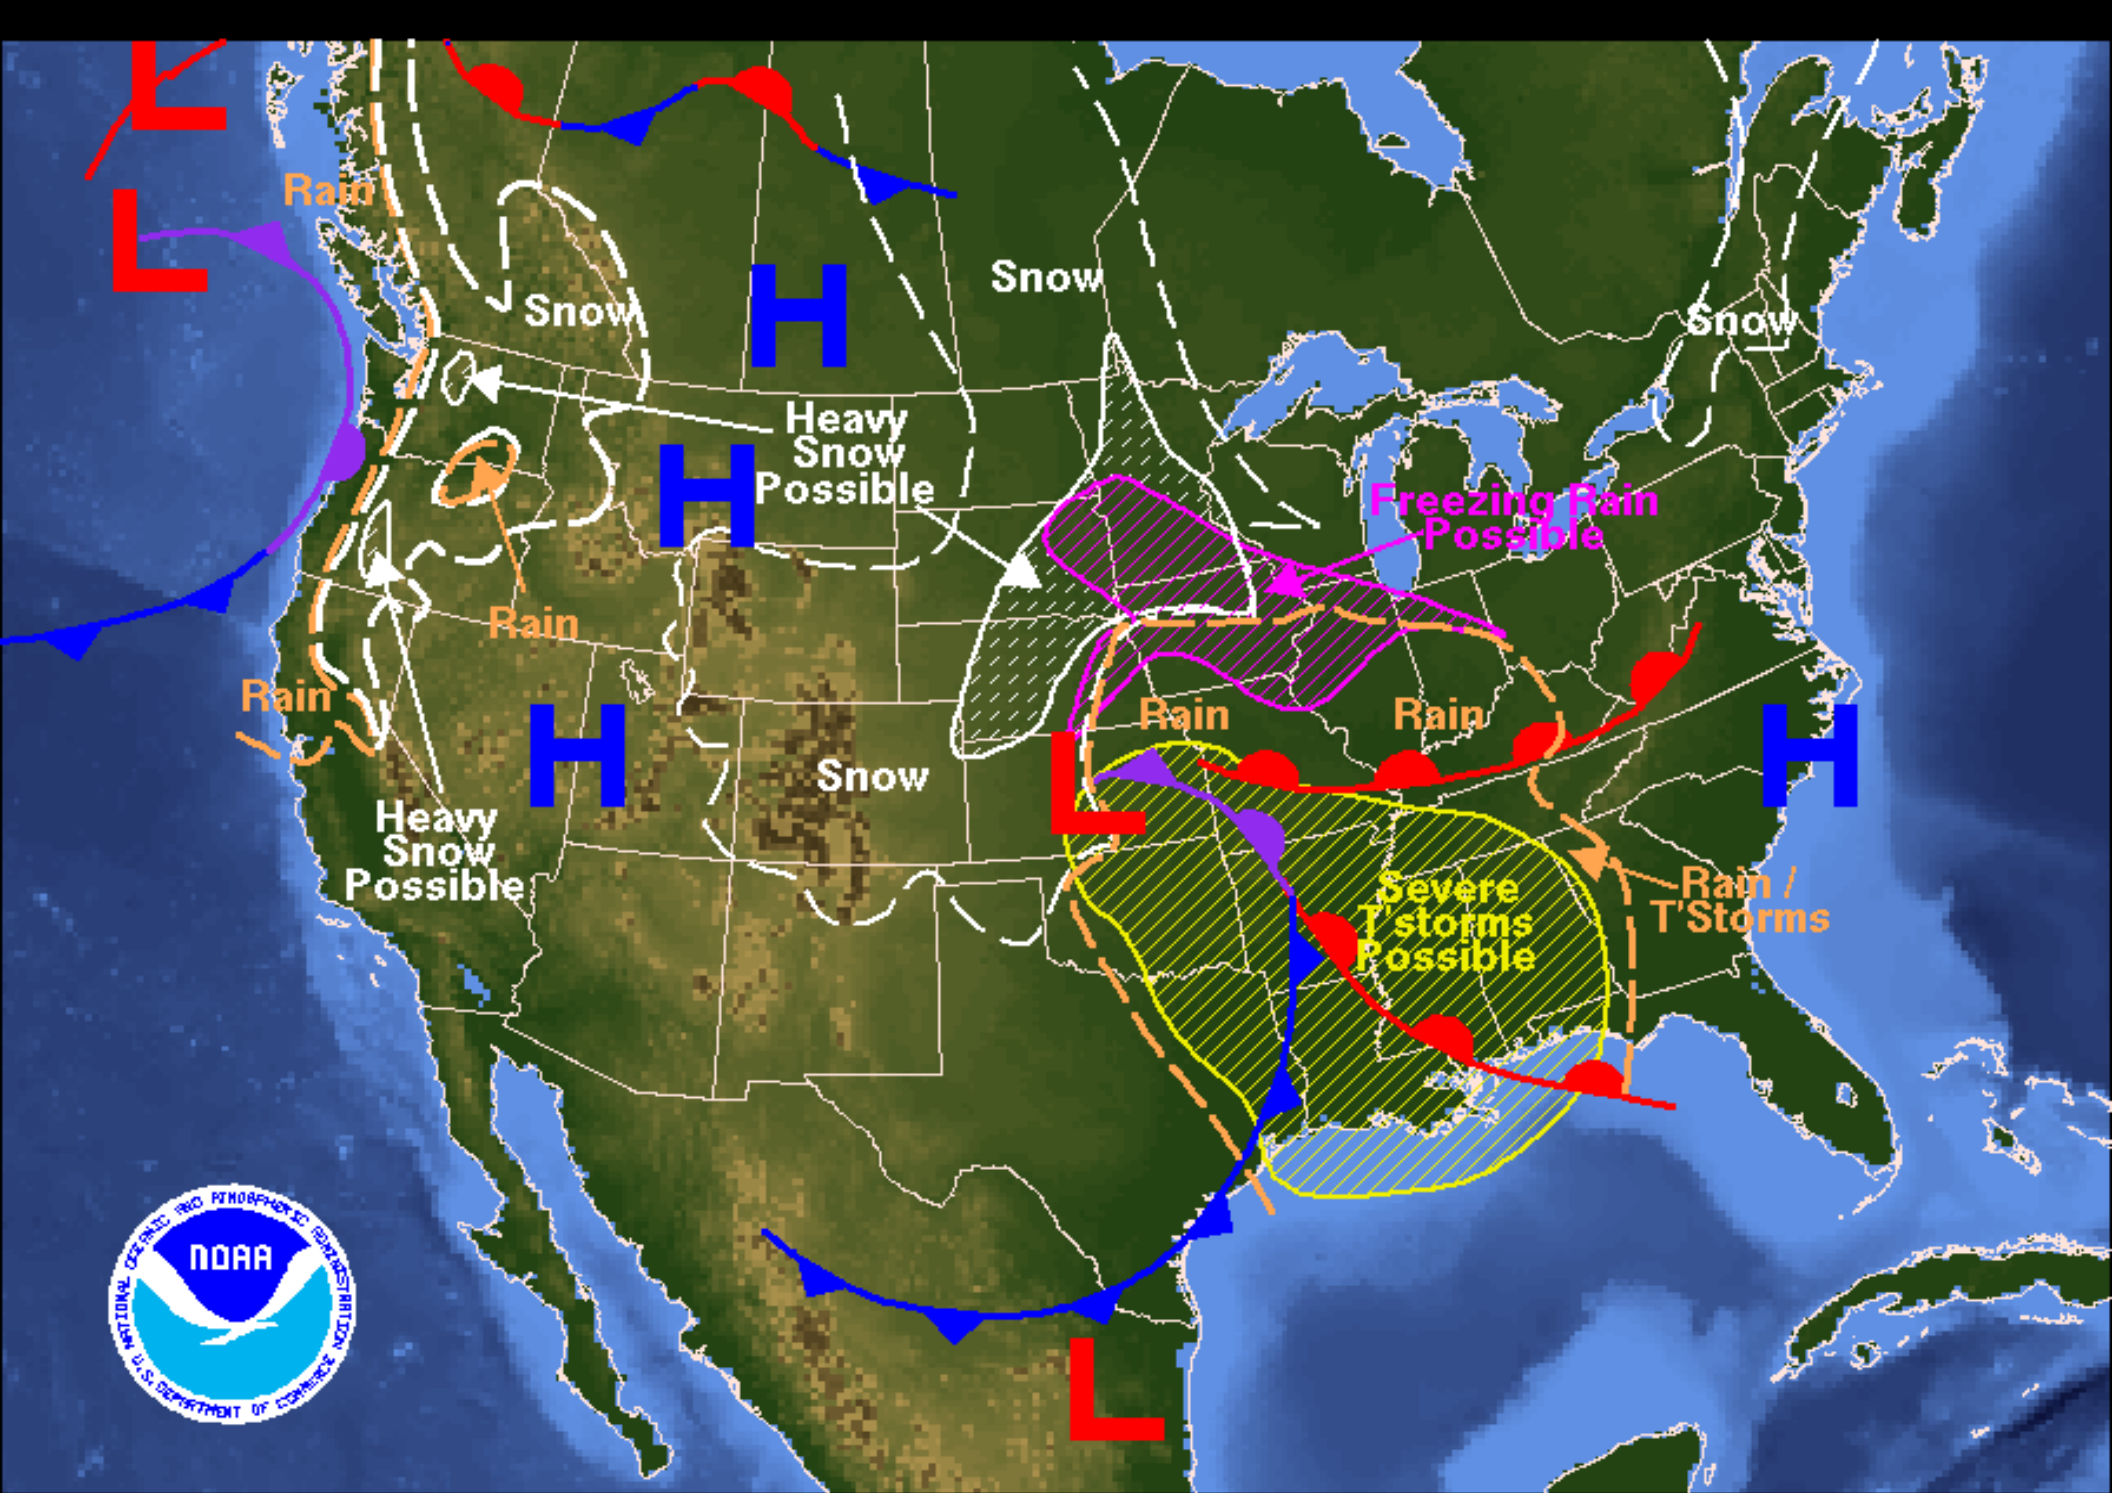 L
Rain
L
Snow
H
Snow
Snow
Heavy
Snow
Possible
H
Freezing Rain
Possible
Rain
Rain
H
Snow
Rain
Rain
L
H
Heavy
Snow
Possible
Severe
T'storms
Possible
Rain /
T'Storms
L
NOAA
NATIONAL OCEANIC AND ATMOSPHERIC ADMINISTRATION
U.S. DEPARTMENT OF COMMERCE